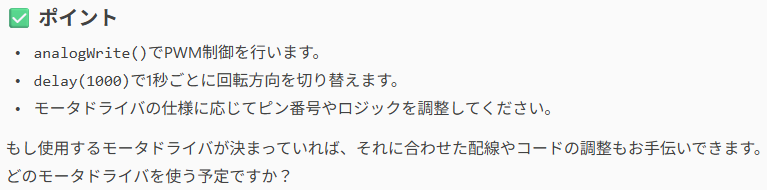 ✅ ポイント
• analogWrite()でPWM制御を行います。
• delay(1000)で1秒ごとに回転方向を切り替えます。
• モータドライバの仕様に応じてピン番号やロジックを調整してください。
もし使用するモータドライバが決まっていれば、それに合わせた配線やコードの調整もお手伝いできます。
どのモータドライバを使う予定ですか？